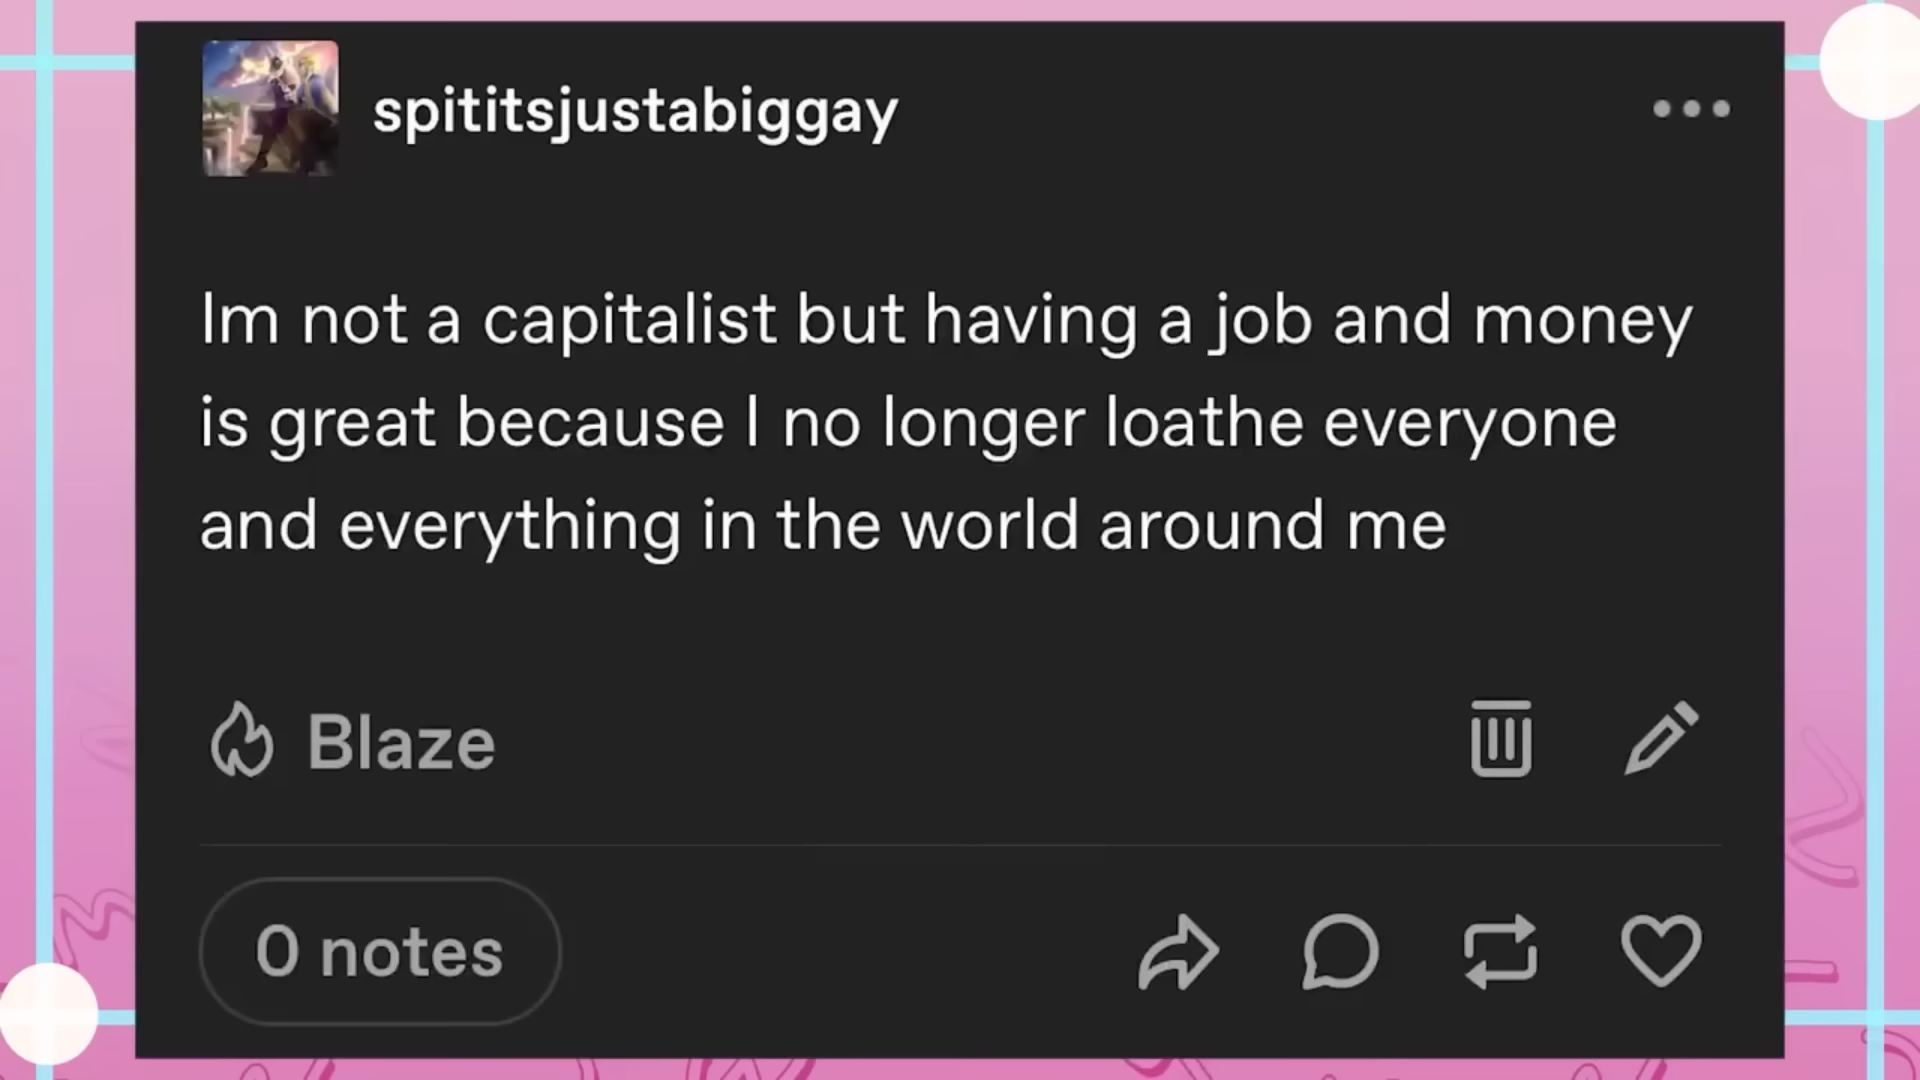 spititsjustabiggay
Im not a capitalist but having a job and money
is great because I no longer loathe everyone
and everything in the world around me
Blaze
0 notes